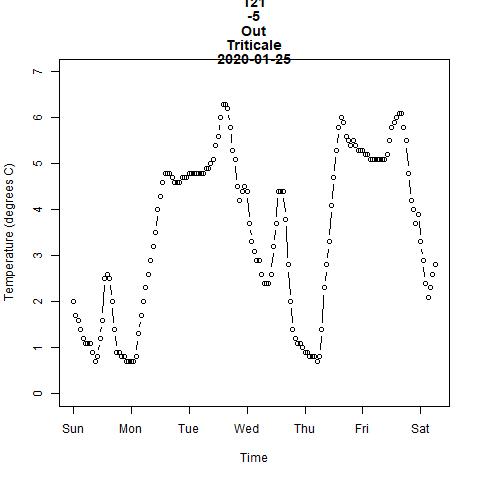 121
-5
Out
Triticale
2020-01-25
Temperature (degrees C)
7
6
5
4
3
2
1
0
Sun Mon Tue Wed Thu Fri Sat
Time